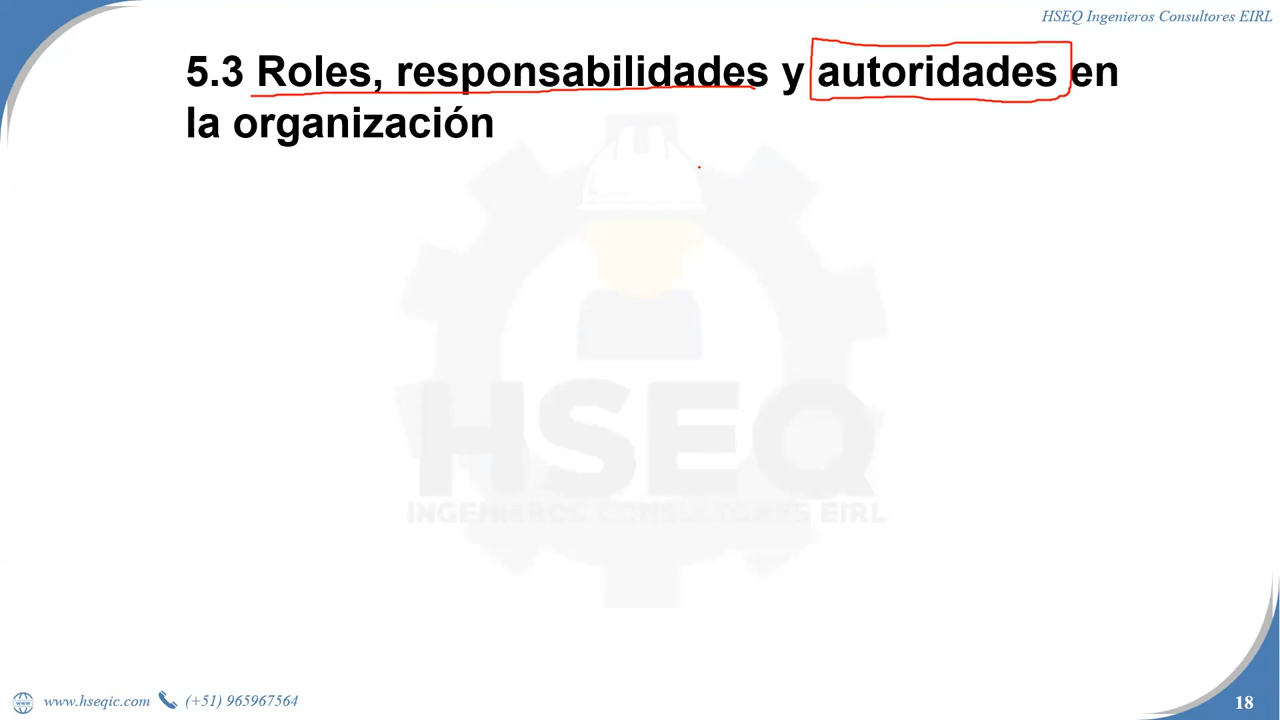 HSEQ Ingenieros Consultores EIRL
5.3 Roles, responsabilidades y autoridades en
la organización
HSEQ
INGENIEROS CONSULTORES EIRL
www.hseqic.com (+51) 965967564
18